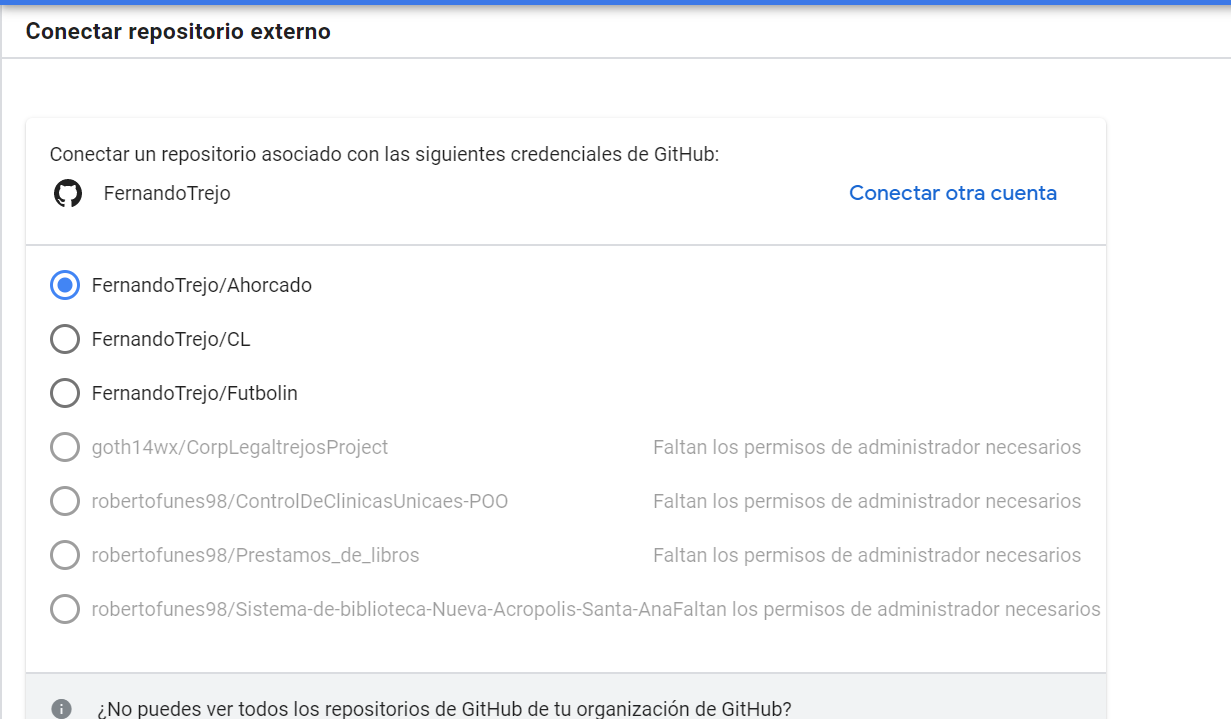 Conectar repositorio externo
Conectar un repositorio asociado con las siguientes credenciales de GitHub:
FernandoTrejo Conectar otra cuenta
FernandoTrejo/Ahorcado
FernandoTrejo/CL
FernandoTrejo/Futbolin
goth14wx/CorpLegaltrejosProject Faltan los permisos de administrador necesarios
robertofunes98/ControlDeClinicasUnicaes-POO Faltan los permisos de administrador necesarios
robertofunes98/Prestamos_de_libros Faltan los permisos de administrador necesarios
robertofunes98/Sistema-de-biblioteca-Nueva-Acropolis-Santa-AnaFaltan los permisos de administrador necesarios
¿No puedes ver todos los repositorios de GitHub de tu organización de GitHub?